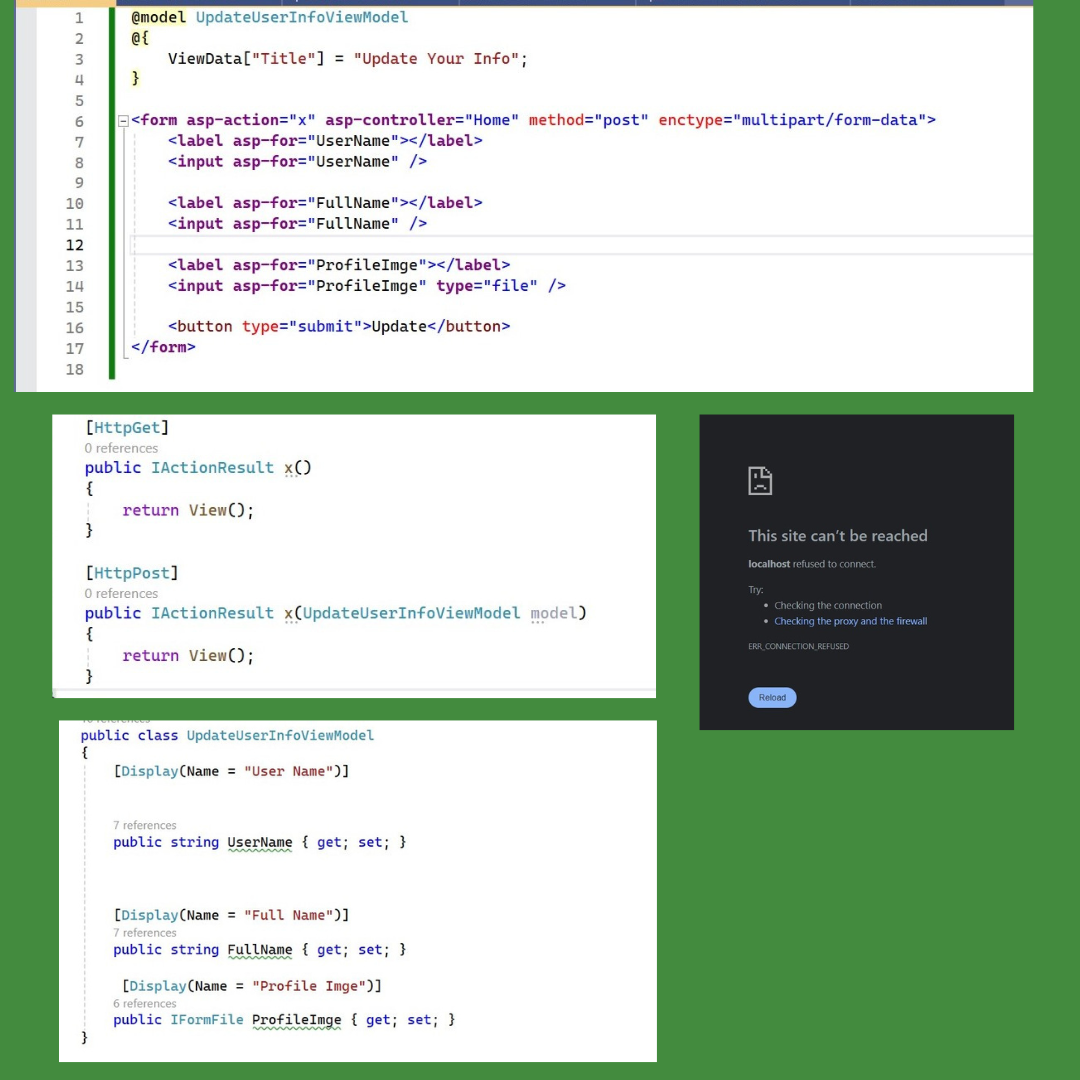 1 @model UpdateUserInfoViewModel
2 @{
3 ViewData["Title"] = "Update Your Info";
4 }
5
6 <form asp-action="x" asp-controller="Home" method="post" enctype="multipart/form-data">
7 <label asp-for="UserName"></label>
8 <input asp-for="UserName" />
9
10 <label asp-for="FullName"></label>
11 <input asp-for="FullName" />
12
13 <label asp-for="ProfileImge"></label>
14 <input asp-for="ProfileImge" type="file" />
15
16 <button type="submit">Update</button>
17 </form>
18
[HttpGet]
0 references
public IActionResult x()
{
return View();
}
[HttpPost]
0 references
public IActionResult x(UpdateUserInfoViewModel model)
{
return View();
}
This site can't be reached
localhost refused to connect.
Try:
• Checking the connection
• Checking the proxy and the firewall
ERR_CONNECTION_REFUSED
Reload
public class UpdateUserInfoViewModel
{
[Display(Name = "User Name")]
7 references
public string UserName { get; set; }
[Display(Name = "Full Name")]
7 references
public string FullName { get; set; }
[Display(Name = "Profile Imge")]
6 references
public IFormFile ProfileImge { get; set; }
}